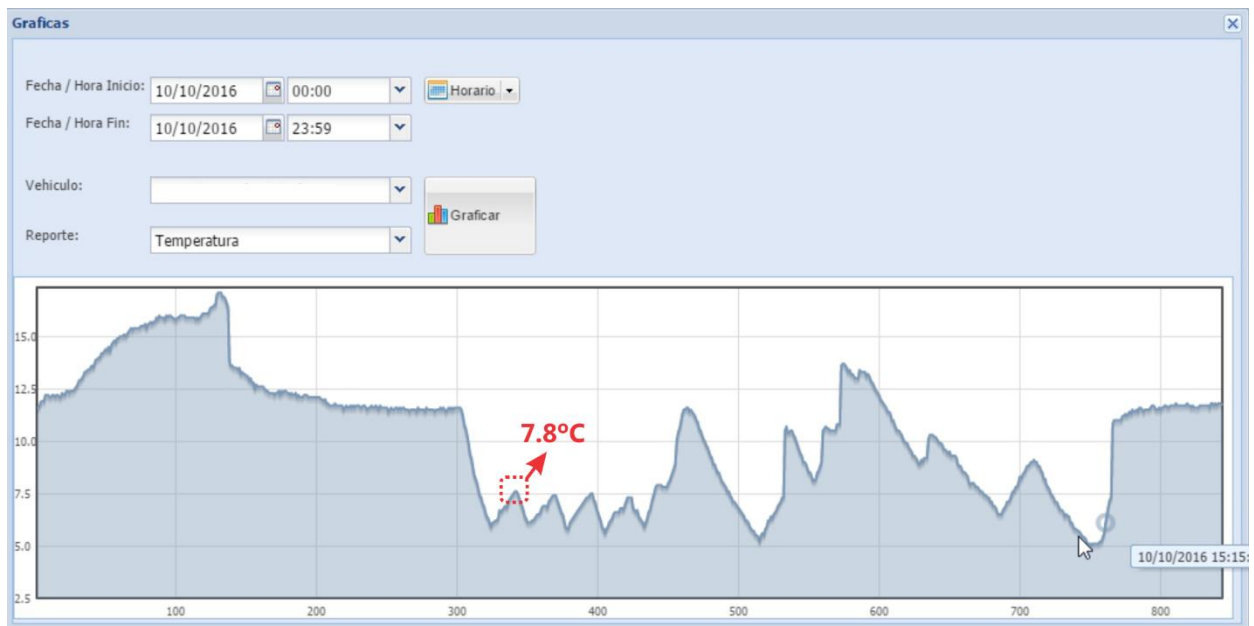 Graficas
Fecha / Hora Inicio: 10/10/2016 00:00 Horario
Fecha / Hora Fin: 10/10/2016 23:59
Vehiculo:
Graficar
Reporte: Temperatura
15.0
12.5
7.8ºC
10.0
7.5
5.0
10/10/2016 15:15:
2.5
100 200 300 400 500 600 700 800